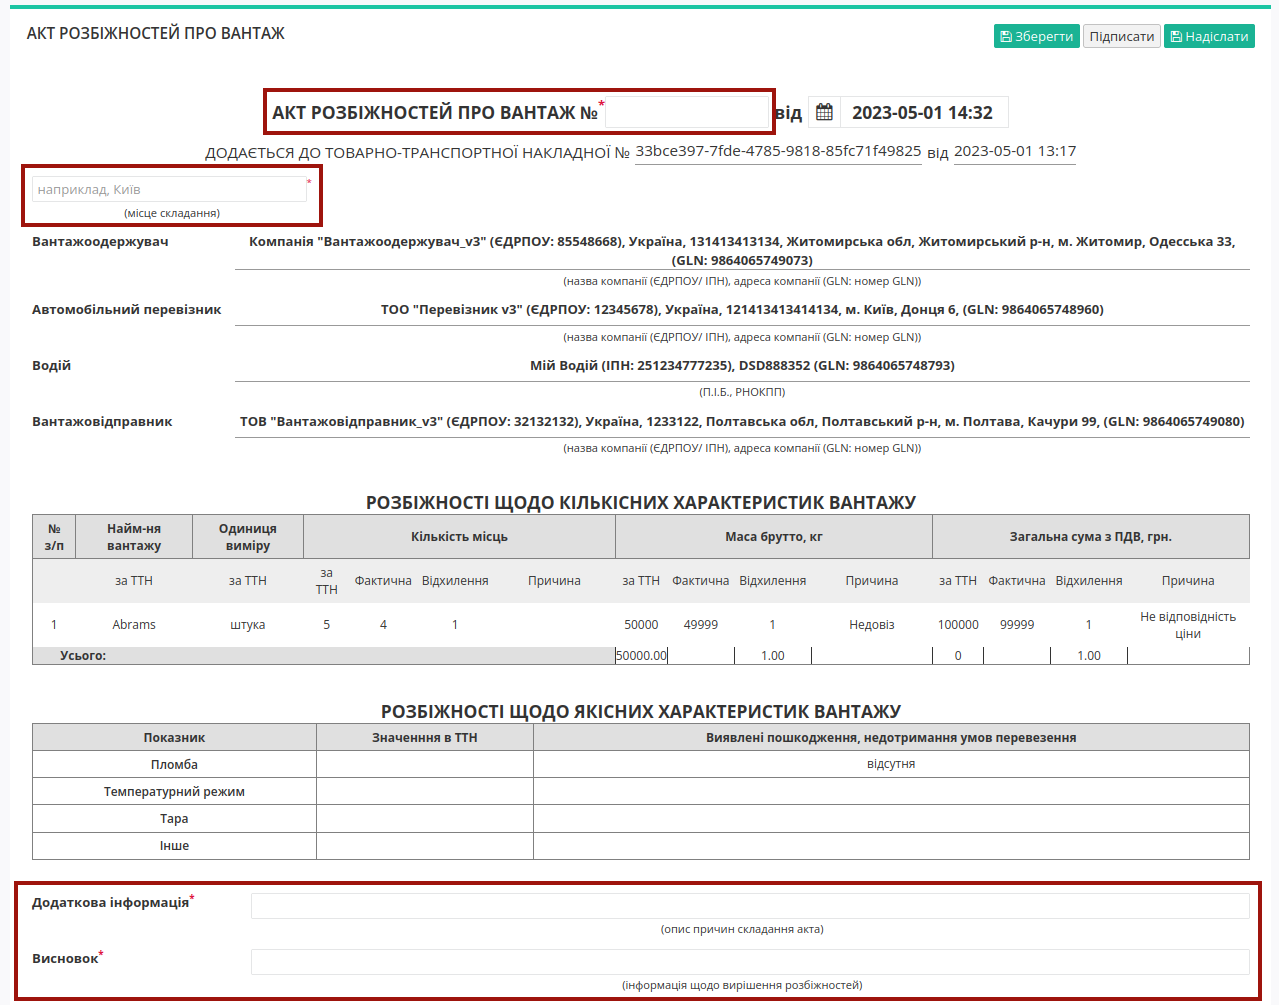 АКТ РОЗБІЖНОСТЕЙ ПРО ВАНТАЖ
Зберегти Підписати Надіслати
АКТ РОЗБІЖНОСТЕЙ ПРО ВАНТАЖ №* від 2023-05-01 14:32
ДОДАЄТЬСЯ ДО ТОВАРНО-ТРАНСПОРТНОЇ НАКЛАДНОЇ № 33bce397-7fde-4785-9818-85fc71f49825 від 2023-05-01 13:17
наприклад, Київ *
(місце складання)
Вантажоодержувач Компанія "Вантажоодержувач_v3" (ЄДРПОУ: 85548668), Україна, 131413413134, Житомирська обл, Житомирський р-н, м. Житомир, Одесська 33,
(GLN: 9864065749073)
(назва компанії (ЄДРПОУ/ ІПН), адреса компанії (GLN: номер GLN))
Автомобільний перевізник ТОО "Перевізник v3" (ЄДРПОУ: 12345678), Україна, 121413413414134, м. Київ, Донця 6, (GLN: 9864065748960)
(назва компанії (ЄДРПОУ/ ІПН), адреса компанії (GLN: номер GLN))
Водій Мій Водій (ІПН: 251234777235), DSD888352 (GLN: 9864065748793)
(П.І.Б., РНОКПП)
Вантажовідправник ТОВ "Вантажовідправник_v3" (ЄДРПОУ: 32132132), Україна, 1233122, Полтавська обл, Полтавський р-н, м. Полтава, Качури 99, (GLN: 9864065749080)
(назва компанії (ЄДРПОУ/ ІПН), адреса компанії (GLN: номер GLN))
РОЗБІЖНОСТІ ЩОДО КІЛЬКІСНИХ ХАРАКТЕРИСТИК ВАНТАЖУ
№ з/п Найм-ня вантажу Одиниця виміру Кількість місць Маса брутто, кг Загальна сума з ПДВ, грн.
за ТТН за ТТН за ТТН Фактична Відхилення Причина за ТТН Фактична Відхилення Причина за ТТН Фактична Відхилення Причина
1 Abrams штука 5 4 1 50000 49999 1 Недовіз 100000 99999 1 Не відповідність ціни
Усього: 50000.00 1.00 0 1.00
РОЗБІЖНОСТІ ЩОДО ЯКІСНИХ ХАРАКТЕРИСТИК ВАНТАЖУ
Показник Значенння в ТТН Виявлені пошкодження, недотримання умов перевезення
Пломба відсутня
Температурний режим
Тара
Інше
Додаткова інформація*
(опис причин складання акта)
Висновок*
(інформація щодо вирішення розбіжностей)